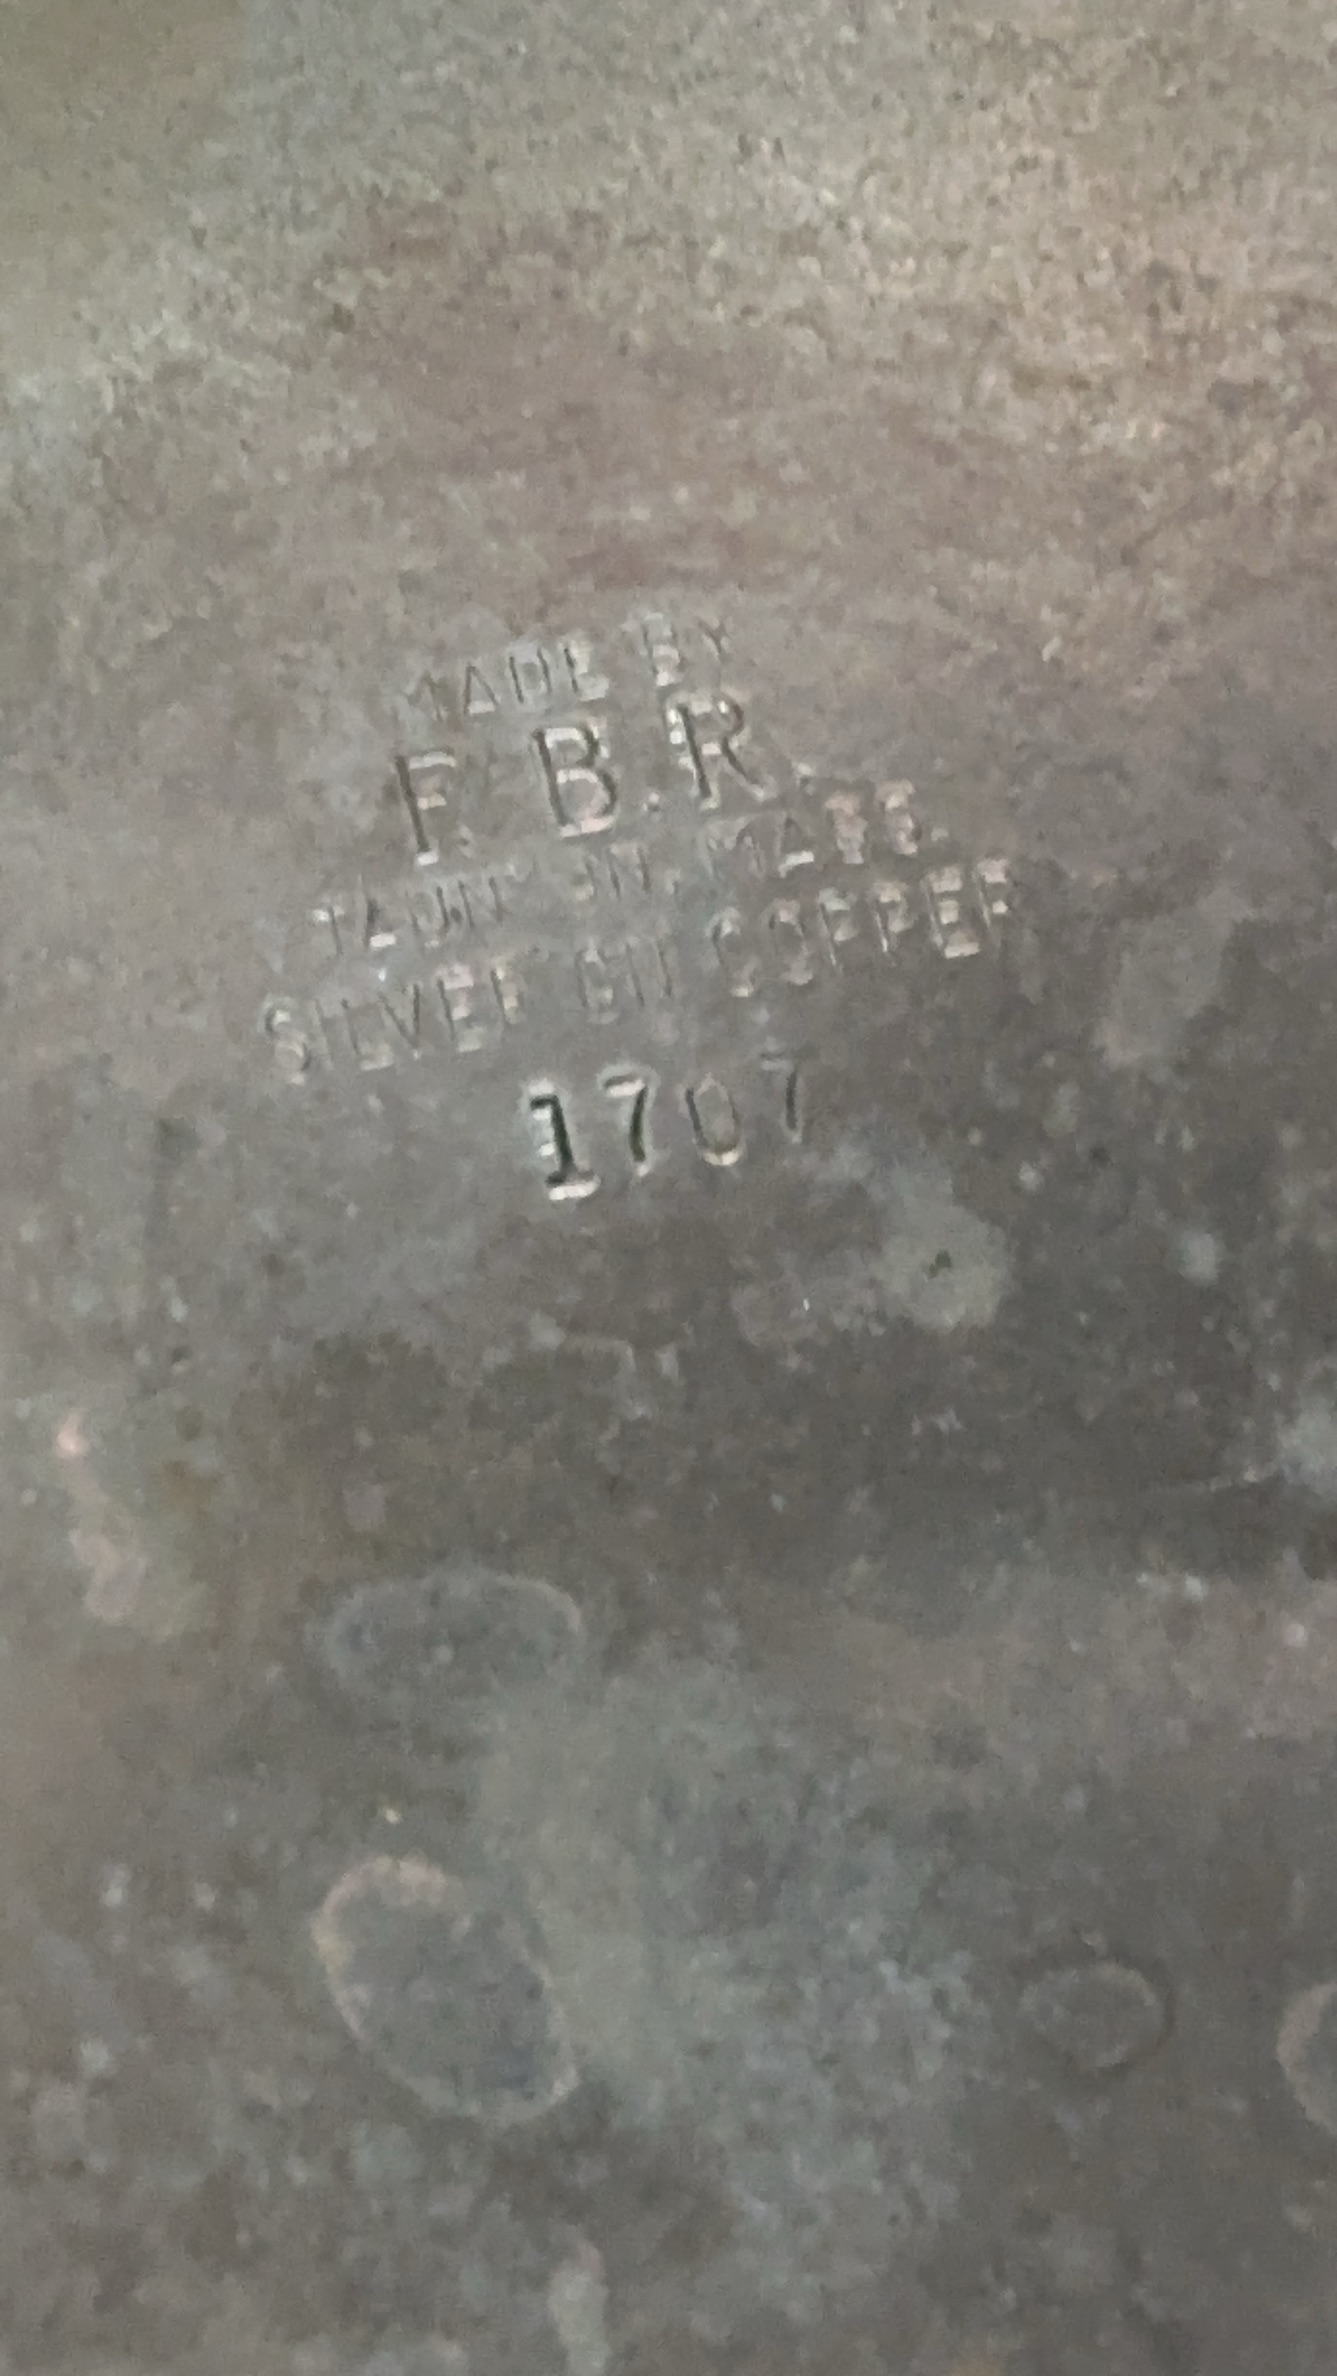 MADE BY
F. B. R.
TAUNTON, MASS.
SILVER ON COPPER
1707